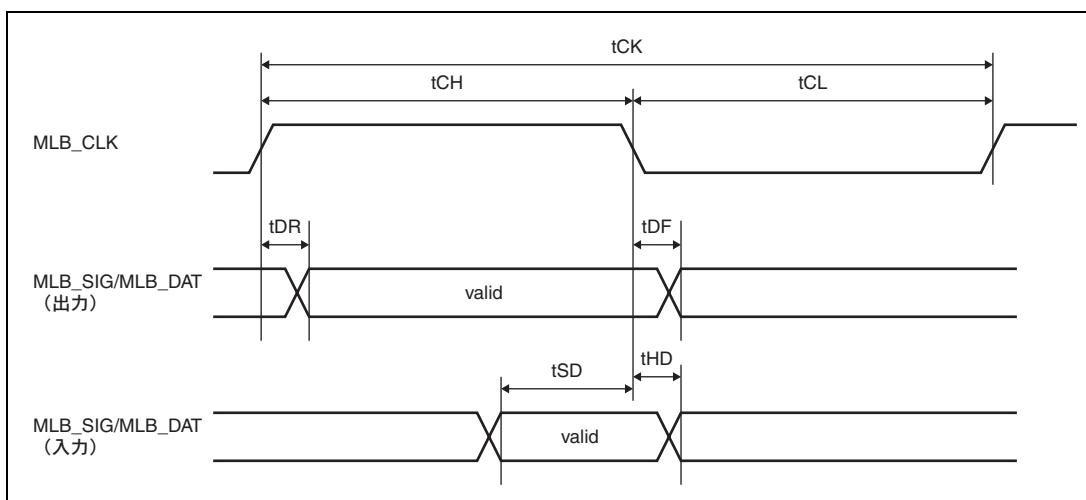 tCK
tCH
tCL
MLB_CLK
tDR
tDF
MLB_SIG/MLB_DAT
（出力）
valid
tSD
tHD
MLB_SIG/MLB_DAT
（入力）
valid